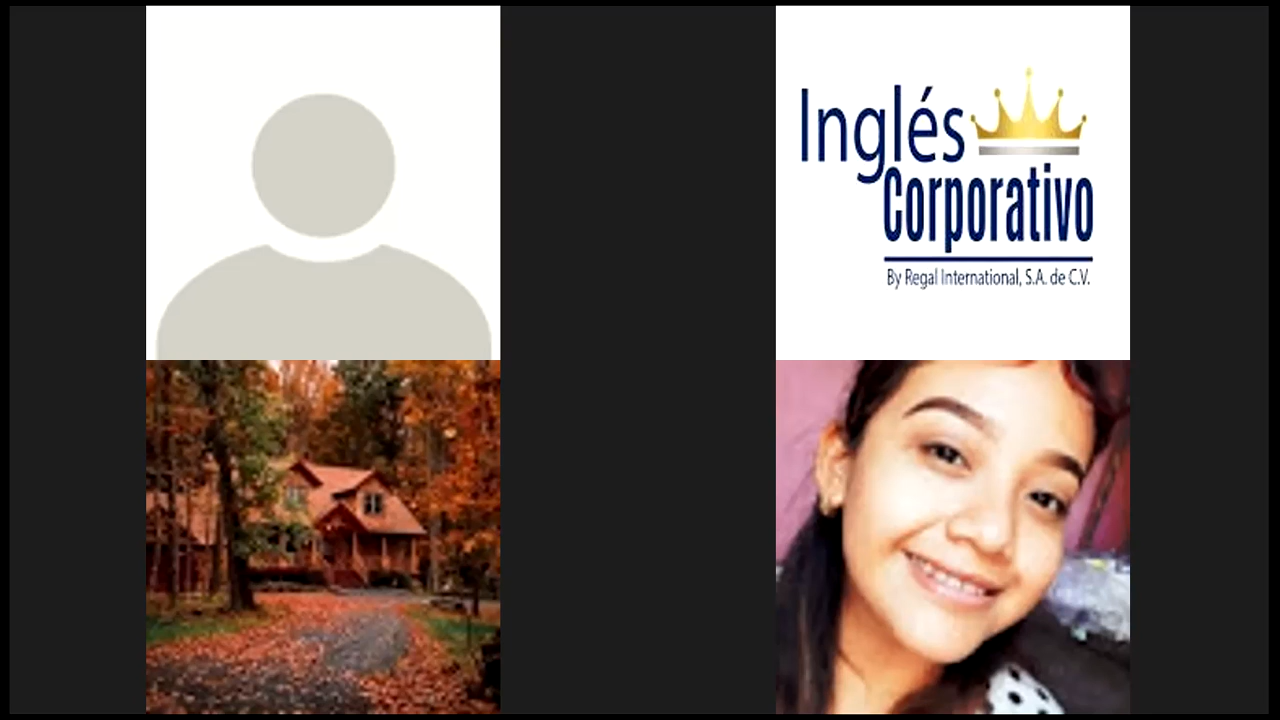 Inglés
Corporativo
By Regal International, S.A. de C.V.